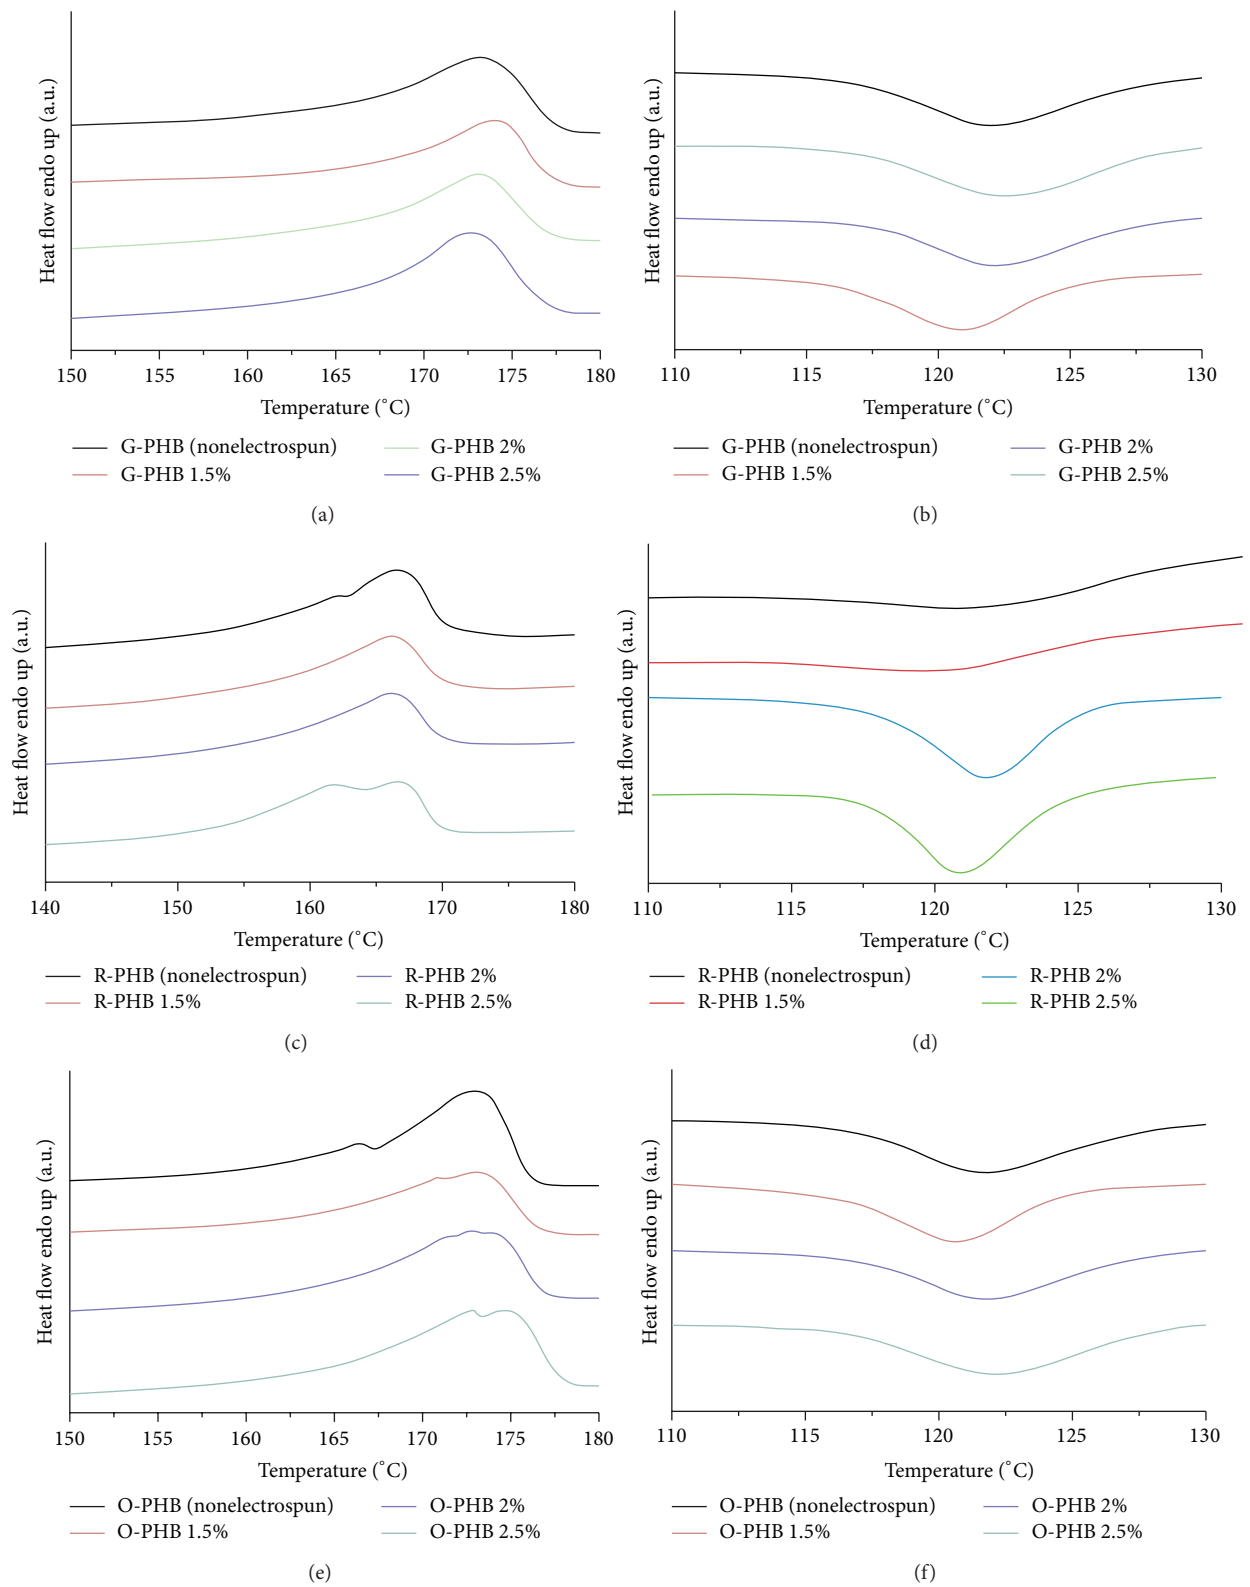 Heat flow endo up (a.u.)
150 155 160 165 170 175 180
Temperature (°C)
G-PHB (nonelectrospun) G-PHB 2%
G-PHB 1.5% G-PHB 2.5%
(a)
Heat flow endo up (a.u.)
110 115 120 125 130
Temperature (°C)
G-PHB (nonelectrospun) G-PHB 2%
G-PHB 1.5% G-PHB 2.5%
(b)
Heat flow endo up (a.u.)
140 150 160 170 180
Temperature (°C)
R-PHB (nonelectrospun) R-PHB 2%
R-PHB 1.5% R-PHB 2.5%
(c)
Heat flow endo up (a.u.)
110 115 120 125 130
Temperature (°C)
R-PHB (nonelectrospun) R-PHB 2%
R-PHB 1.5% R-PHB 2.5%
(d)
Heat flow endo up (a.u.)
150 155 160 165 170 175 180
Temperature (°C)
O-PHB (nonelectrospun) O-PHB 2%
O-PHB 1.5% O-PHB 2.5%
(e)
Heat flow endo up (a.u.)
110 115 120 125 130
Temperature (°C)
O-PHB (nonelectrospun) O-PHB 2%
O-PHB 1.5% O-PHB 2.5%
(f)